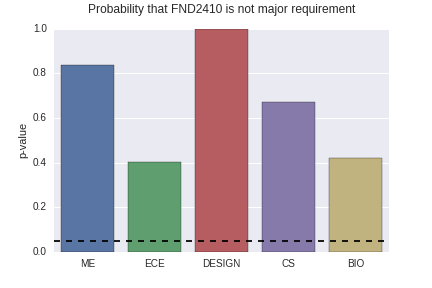 Probability that FND2410 is not major requirement
1.0
0.8
0.6
0.4
0.2
0.0
p-value
ME ECE DESIGN CS BIO